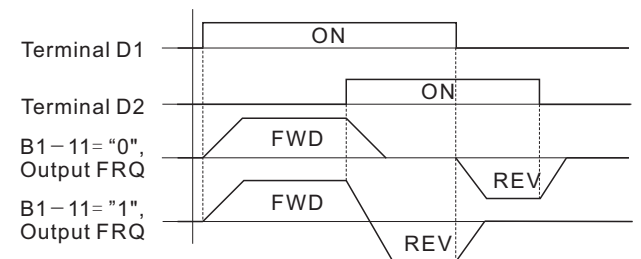 ON
Terminal D1
ON
Terminal D2
B1-11= "0",
Output FRQ
FWD
REV
B1-11= "1",
Output FRQ
FWD
REV